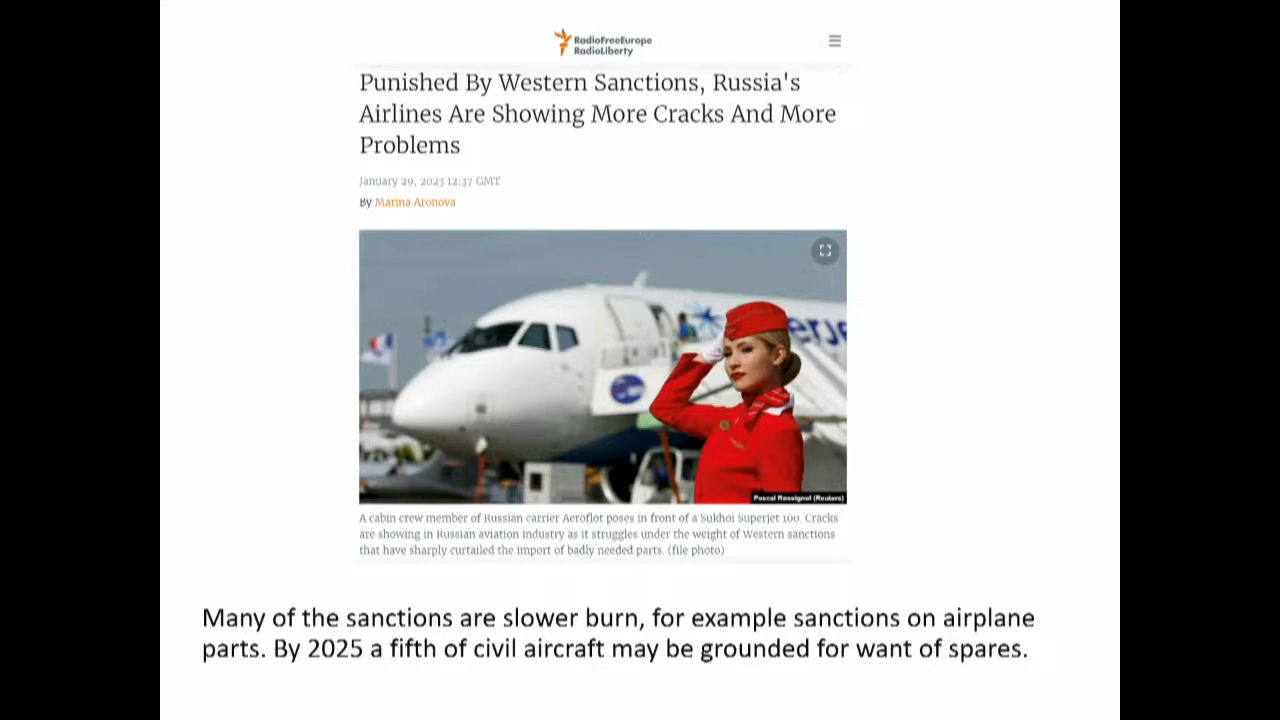 RadioFreeEurope
RadioLiberty
Punished By Western Sanctions, Russia's
Airlines Are Showing More Cracks And More
Problems
January 29, 2023 12:37 GMT
By Marina Aronova
erje
Pascal Rossignol (Reuters)
A cabin crew member of Russian carrier Aeroflot poses in front of a Sukhoi Superjet 100. Cracks
are showing in Russian aviation industry as it struggles under the weight of Western sanctions
that have sharply curtailed the import of badly needed parts. (file photo)
Many of the sanctions are slower burn, for example sanctions on airplane
parts. By 2025 a fifth of civil aircraft may be grounded for want of spares.